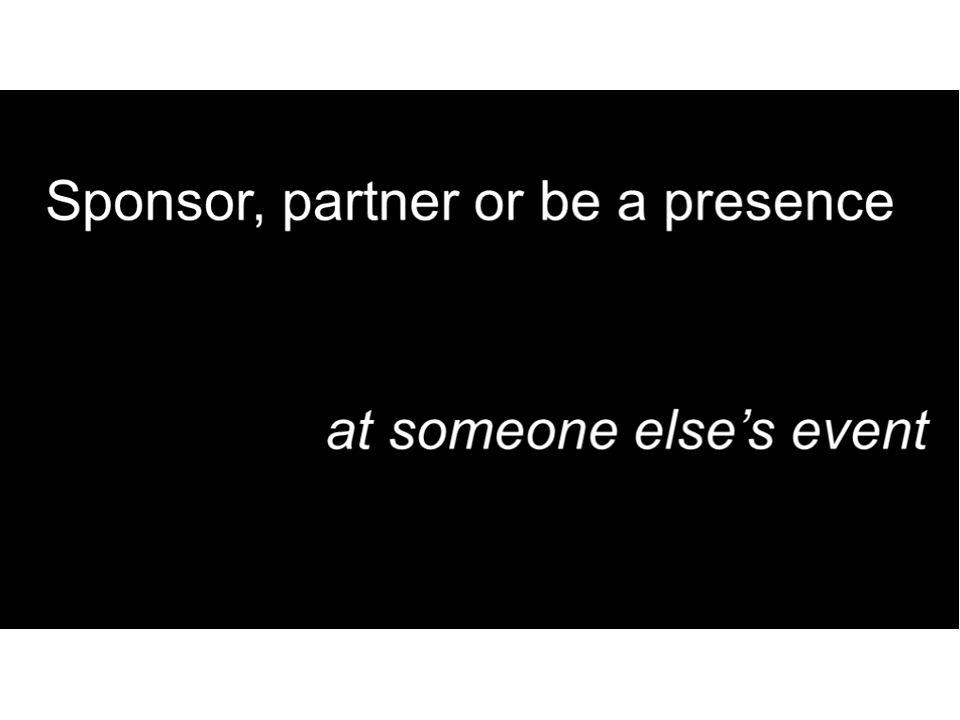 Sponsor, partner or be a presence
at someone else’s event